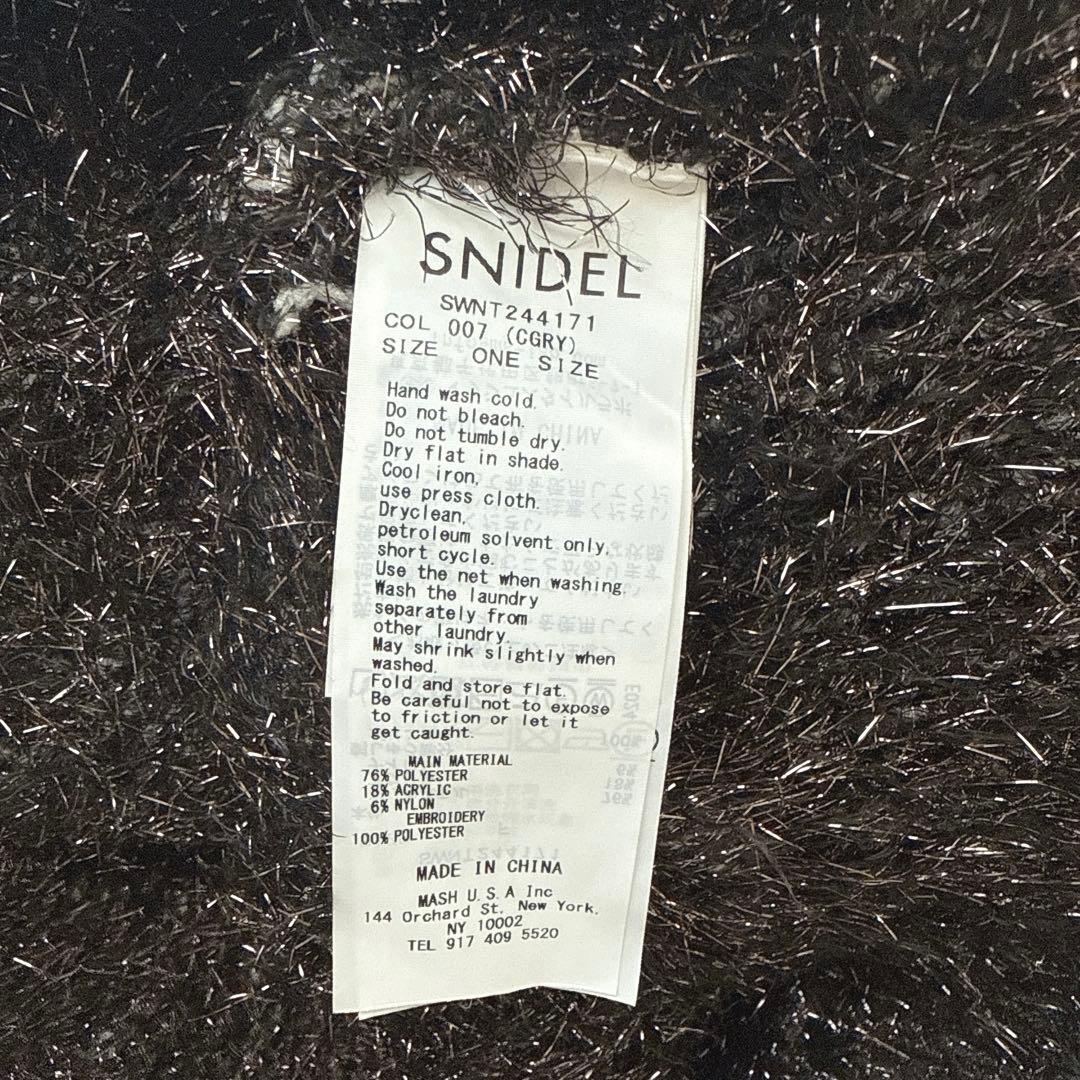 SNIDEL
SWNT244171
COL 007 (CGRY)
SIZE ONE SIZE
Hand wash cold.
Do not bleach.
Do not tumble dry.
Dry flat in shade.
Cool iron,
use press cloth.
Dryclean,
petroleum solvent only,
short cycle.
Use the net when washing.
Wash the laundry
separately from
other laundry.
May shrink slightly when
washed.
Fold and store flat.
Be careful not to expose
to friction or let it
get caught.
MAIN MATERIAL
76% POLYESTER
18% ACRYLIC
6% NYLON
EMBROIDERY
100% POLYESTER
MADE IN CHINA
MASH U.S.A Inc
144 Orchard St. New York,
NY 10002
TEL 917 409 5520